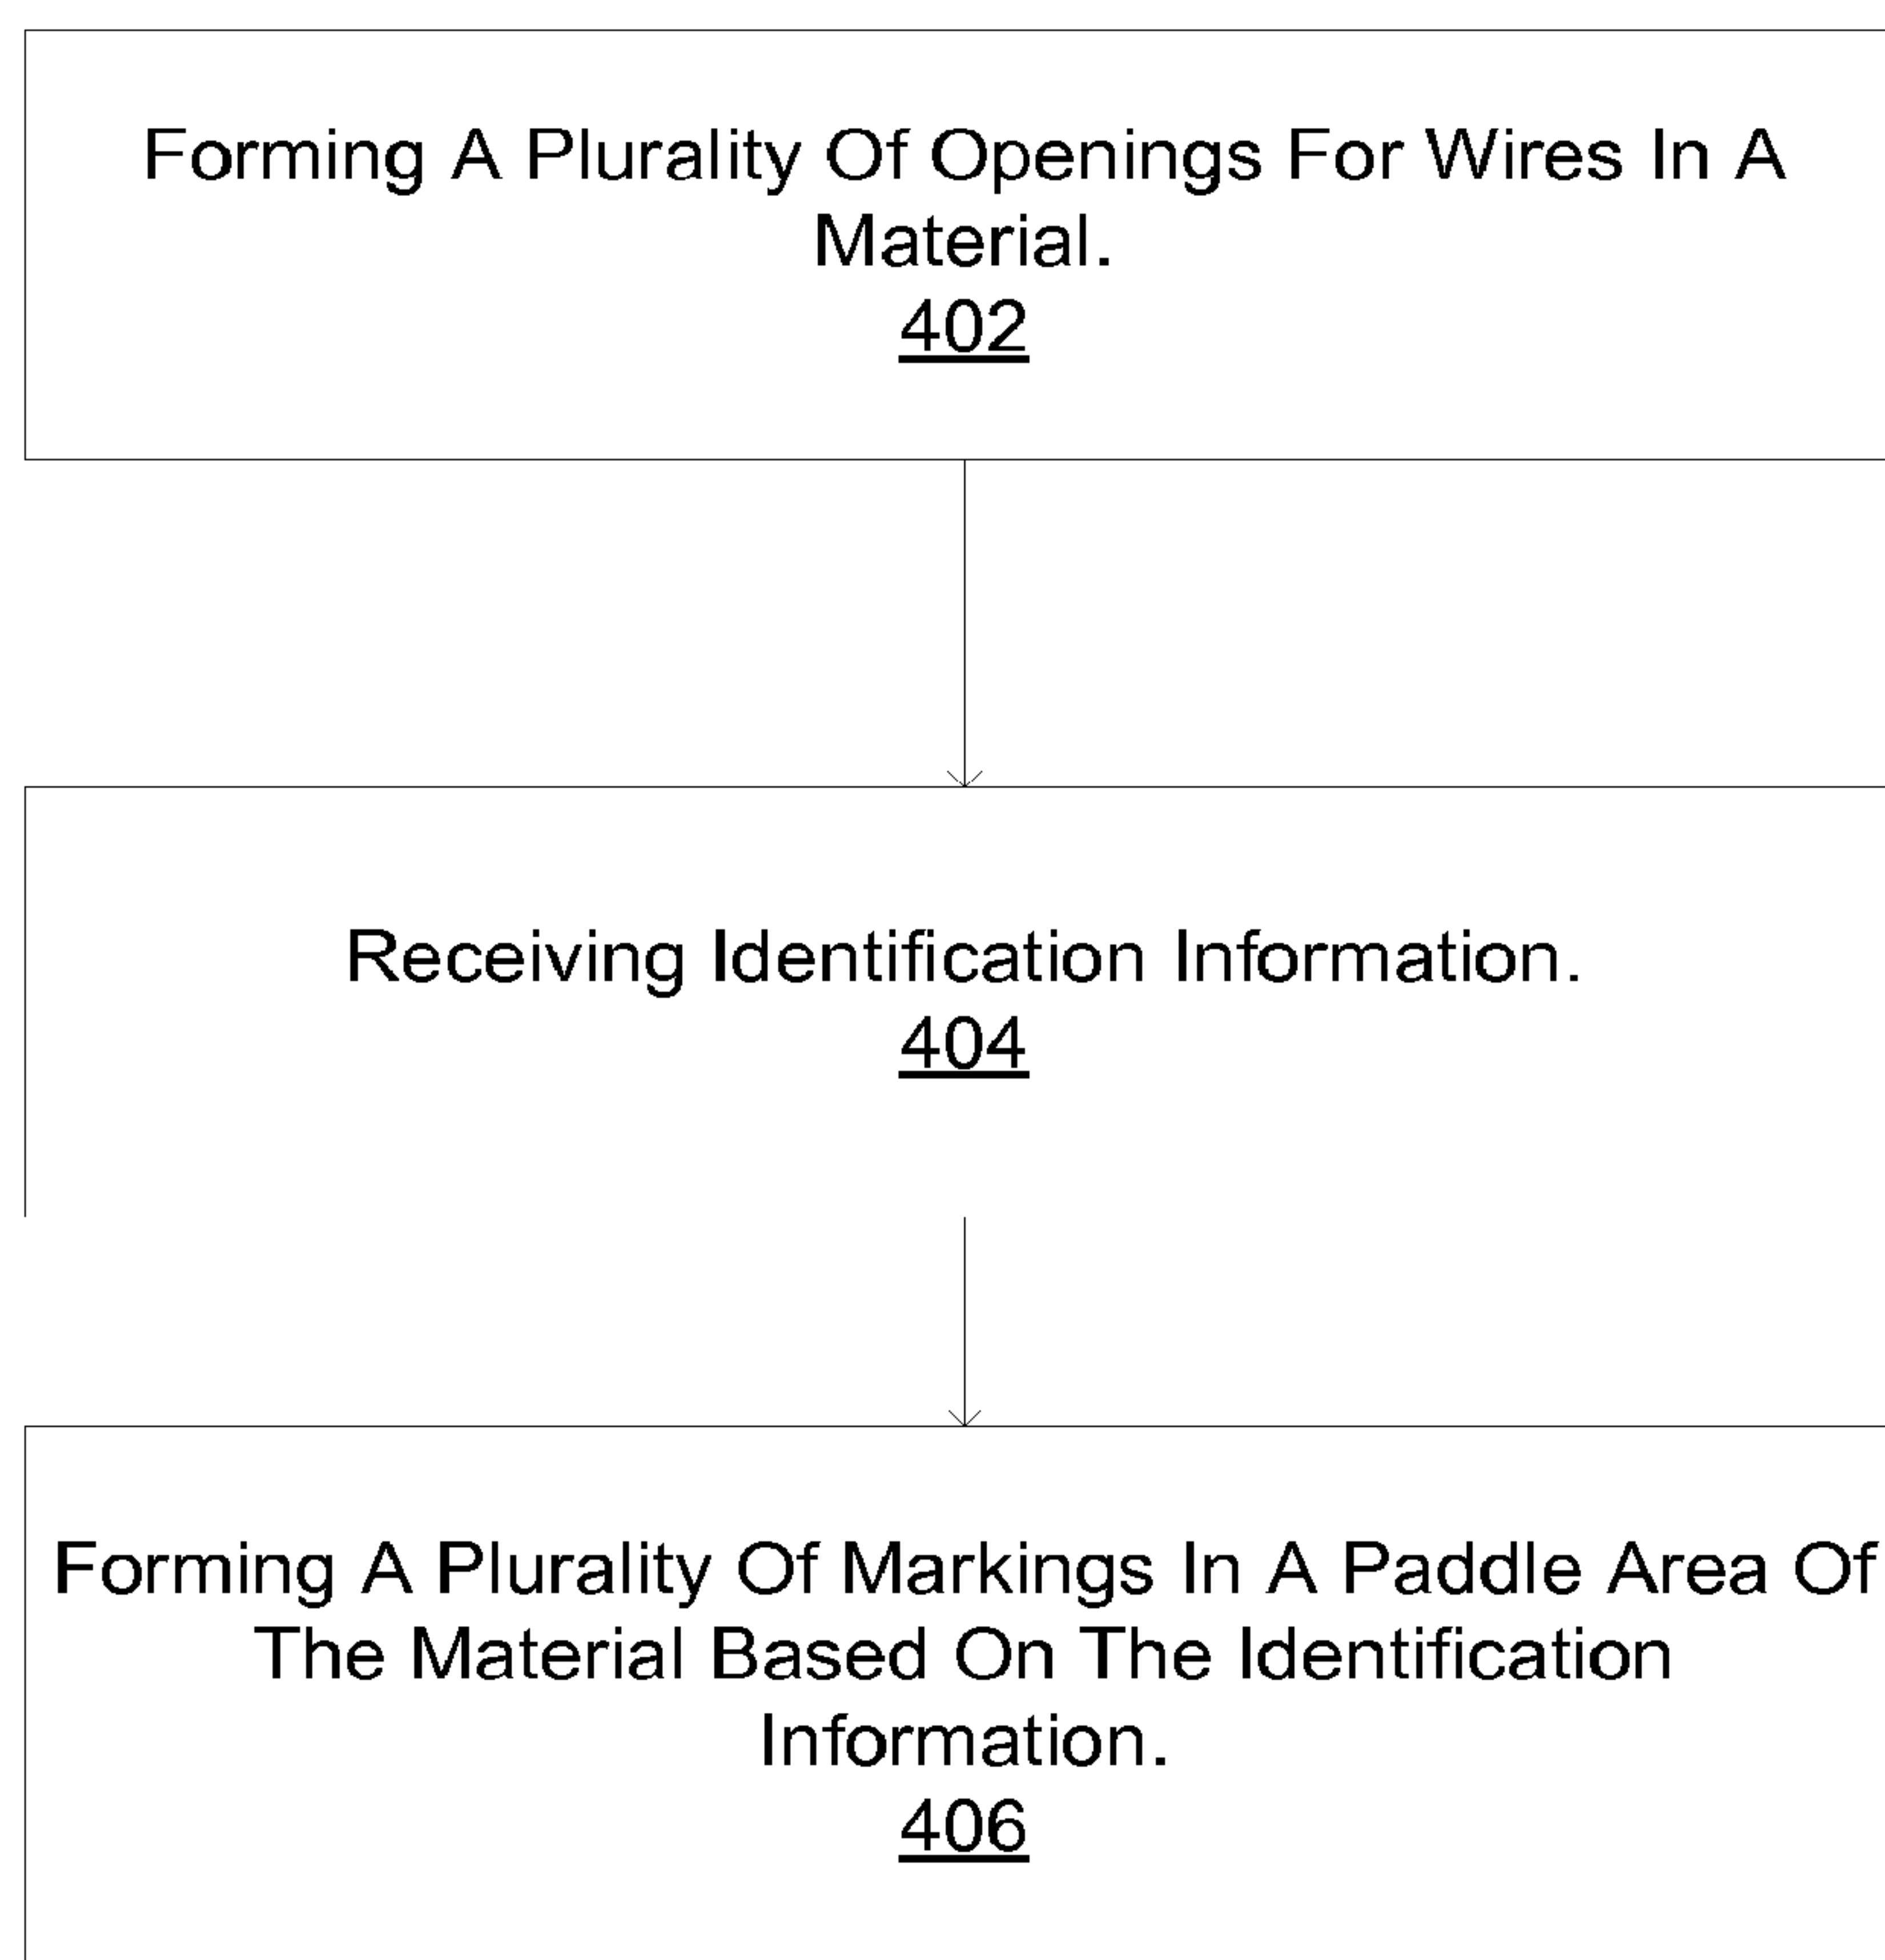 Forming A Plurality Of Openings For Wires In A
Material.
402
Receiving Identification Information.
404
Forming A Plurality Of Markings In A Paddle Area Of
The Material Based On The Identification
Information.
406